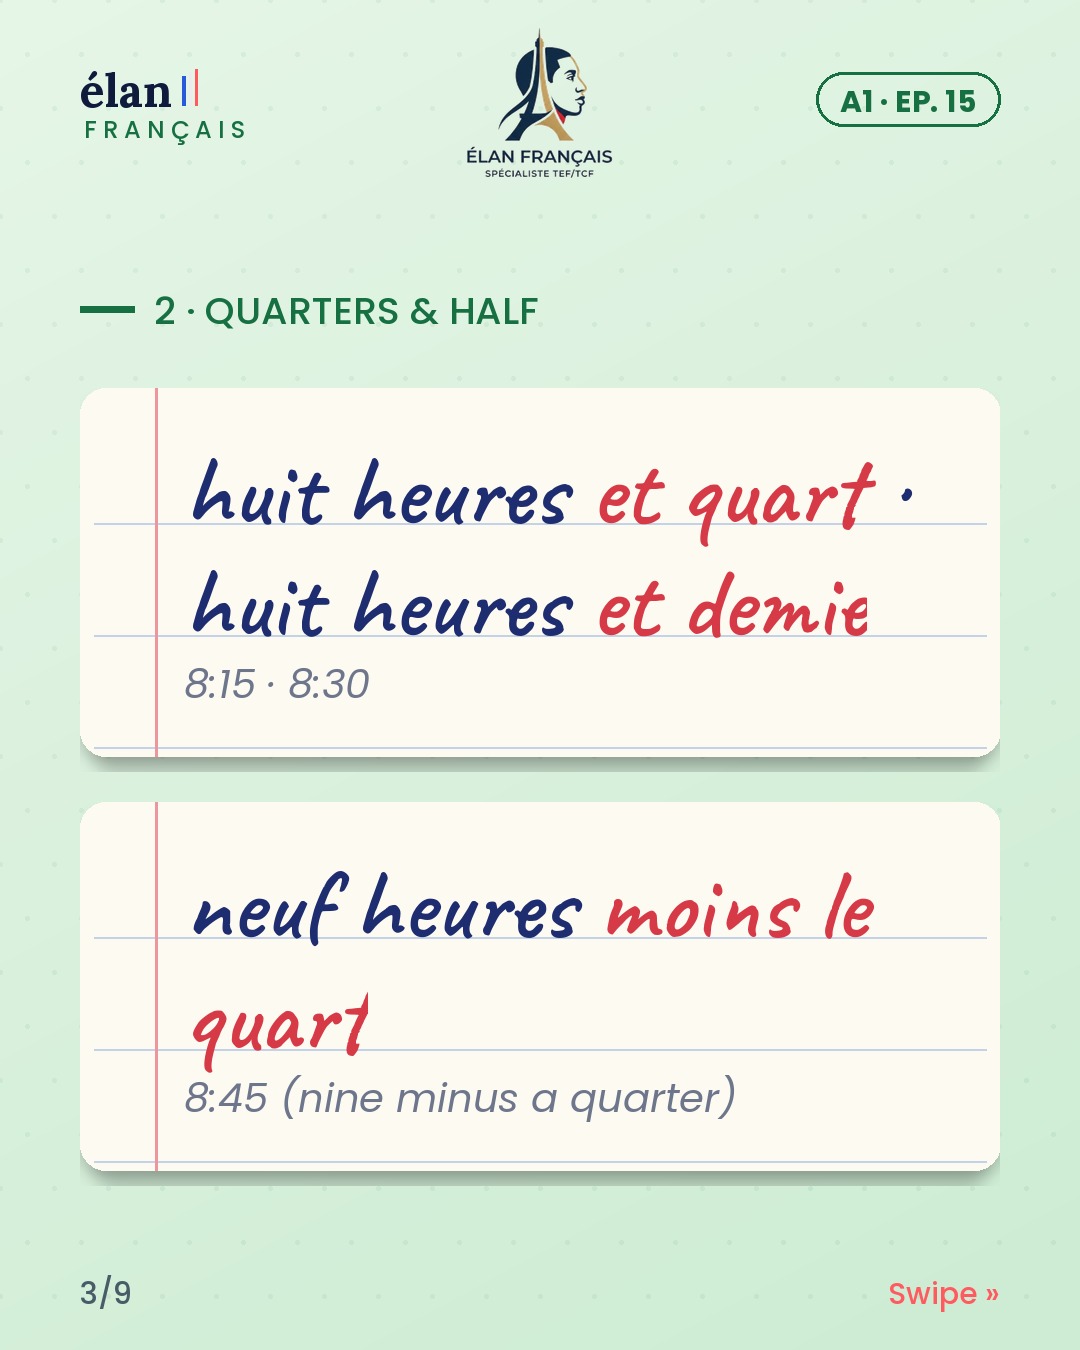 élan
FRANÇAIS
ÉLAN FRANÇAIS
SPÉCIALISTE TEF/TCF
A1 · EP. 15
2 · QUARTERS & HALF
huit heures et quart ·
huit heures et demie
8:15 · 8:30
neuf heures moins le
quart
8:45 (nine minus a quarter)
3/9
Swipe »